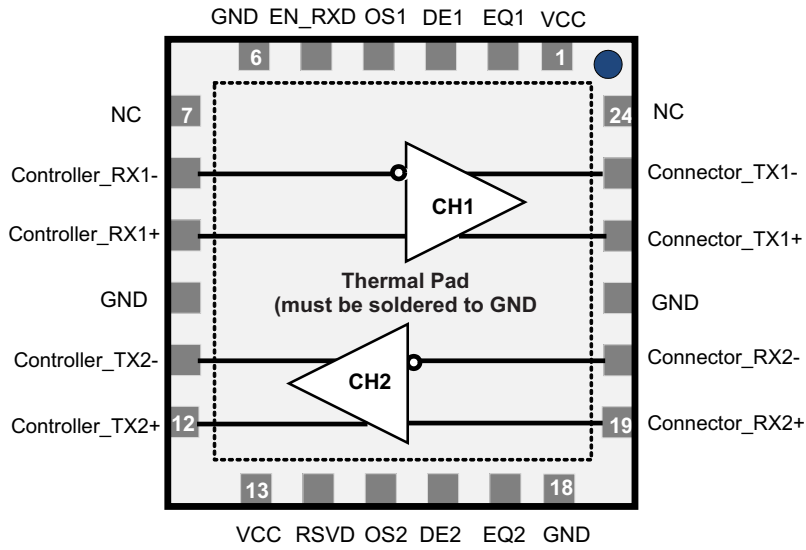 GND EN_RXD OS1 DE1 EQ1 VCC
6 1
NC 7 24 NC
Controller_RX1- Connector_TX1-
CH1
Controller_RX1+ Connector_TX1+
Thermal Pad
GND (must be soldered to GND GND
Controller_TX2- Connector_RX2-
CH2
Controller_TX2+ 12 19 Connector_RX2+
13 18
VCC RSVD OS2 DE2 EQ2 GND